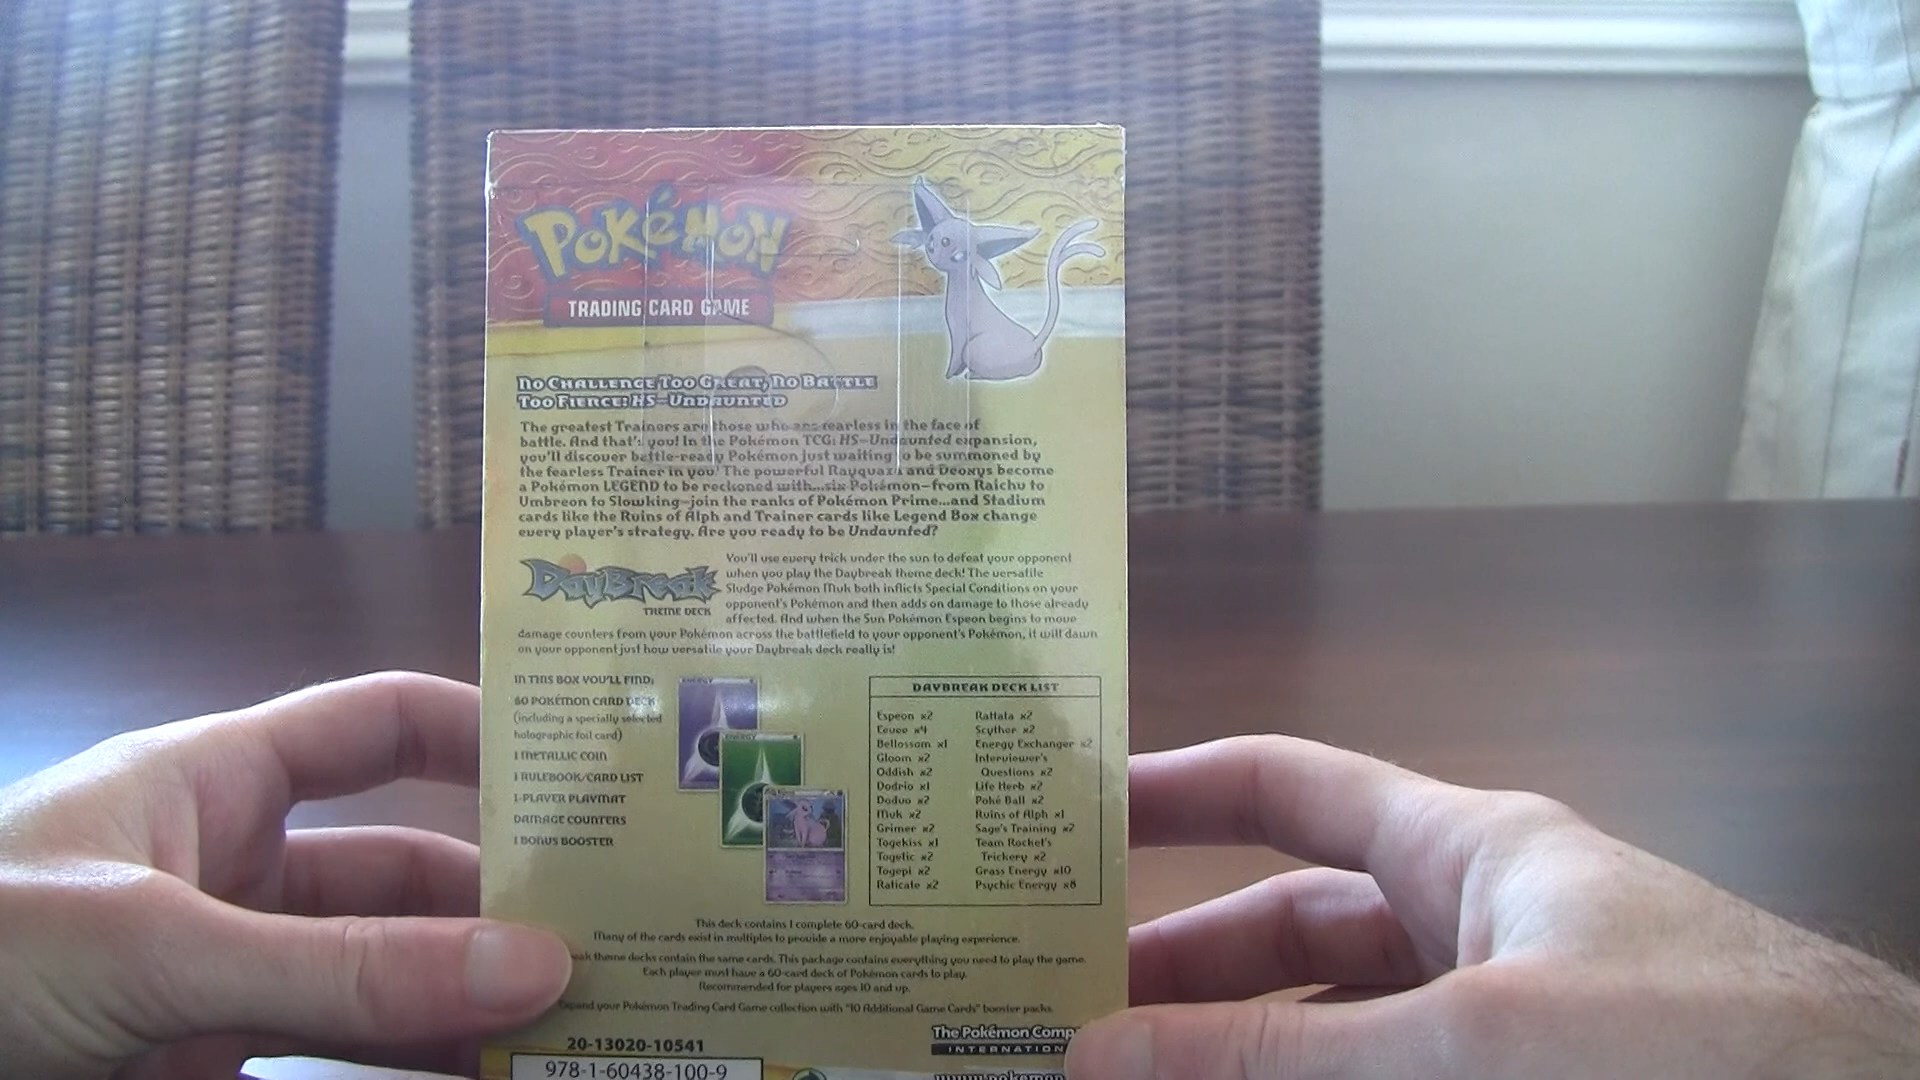 POKéMON
TRADING CARD GAME
No Challenge Too Great, No Battle
Too Fierce: HS–Undaunted
The greatest Trainers are those who are fearless in the face of
battle. And that's you! In the Pokémon TCG: HS–Undaunted expansion,
you'll discover battle-ready Pokémon just waiting to be summoned by
the fearless Trainer in you! The powerful Rayquaza and Deoxys become
a Pokémon LEGEND to be reckoned with...six Pokémon–from Raichu to
Umbreon to Slowking–join the ranks of Pokémon Prime...and Stadium
cards like the Ruins of Alph and Trainer cards like Legend Box change
every player's strategy. Are you ready to be Undaunted?
DayBreak
THEME DECK
You'll use every trick under the sun to defeat your opponent
when you play the Daybreak theme deck! The versatile
Sludge Pokémon Muk both inflicts Special Conditions on your
opponent's Pokémon and then adds on damage to those already
affected. And when the Sun Pokémon Espeon begins to move
damage counters from your Pokémon across the battlefield to your opponent's Pokémon, it will dawn
on your opponent just how versatile your Daybreak deck really is!
IN THIS BOX YOU'LL FIND:
60 POKÉMON CARD DECK
(including a specially selected
holographic foil card)
1 METALLIC COIN
1 RULEBOOK/CARD LIST
1-PLAYER PLAYMAT
DAMAGE COUNTERS
1 BONUS BOOSTER
ENERGY
ENERGY
DAYBREAK DECK LIST
Espeon x2
Eevee x4
Bellossom x1
Gloom x2
Oddish x2
Dodrio x1
Doduo x2
Muk x2
Grimer x2
Togekiss x1
Togetic x2
Togepi x2
Raticate x2
Rattata x2
Scyther x2
Energy Exchanger x2
Interviewer's
Questions x2
Life Herb x2
Poké Ball x2
Ruins of Alph x1
Sage's Training x2
Team Rocket's
Trickery x2
Grass Energy x10
Psychic Energy x8
This deck contains 1 complete 60-card deck.
Many of the cards exist in multiples to provide a more enjoyable playing experience.
eak theme decks contain the same cards. This package contains everything you need to play the game.
Each player must have a 60-card deck of Pokémon cards to play.
Recommended for players ages 10 and up.
Expand your Pokémon Trading Card Game collection with "10 Additional Game Cards" booster packs.
20-13020-10541
The Pokémon Comp
INTERNATION
978-1-60438-100-9
www.pokemon